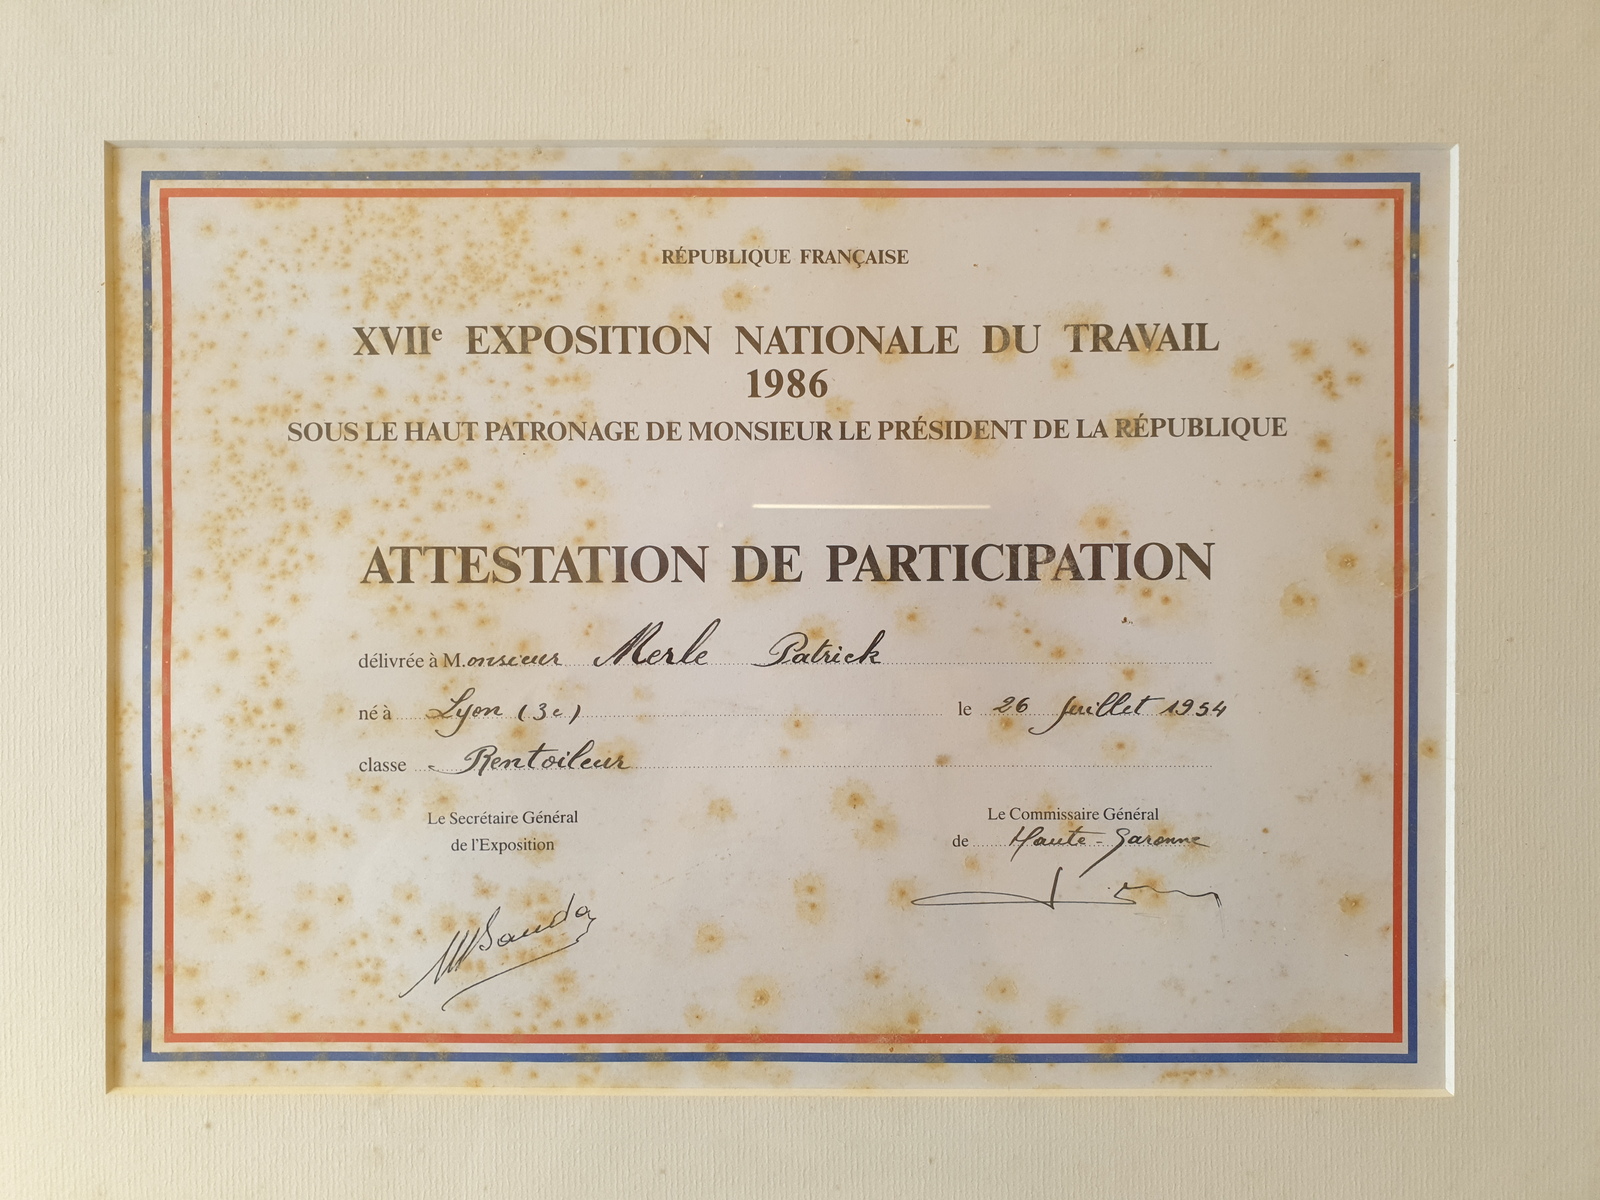 RÉPUBLIQUE FRANÇAISE
XVIIe EXPOSITION NATIONALE DU TRAVAIL
1986
SOUS LE HAUT PATRONAGE DE MONSIEUR LE PRÉSIDENT DE LA RÉPUBLIQUE
ATTESTATION DE PARTICIPATION
délivrée à M.onsieur Merle Patrick
né à Lyon (3e) le 26 Juillet 1954
classe Rentoileur
Le Secrétaire Général Le Commissaire Général
de l'Exposition de Haute-Garonne